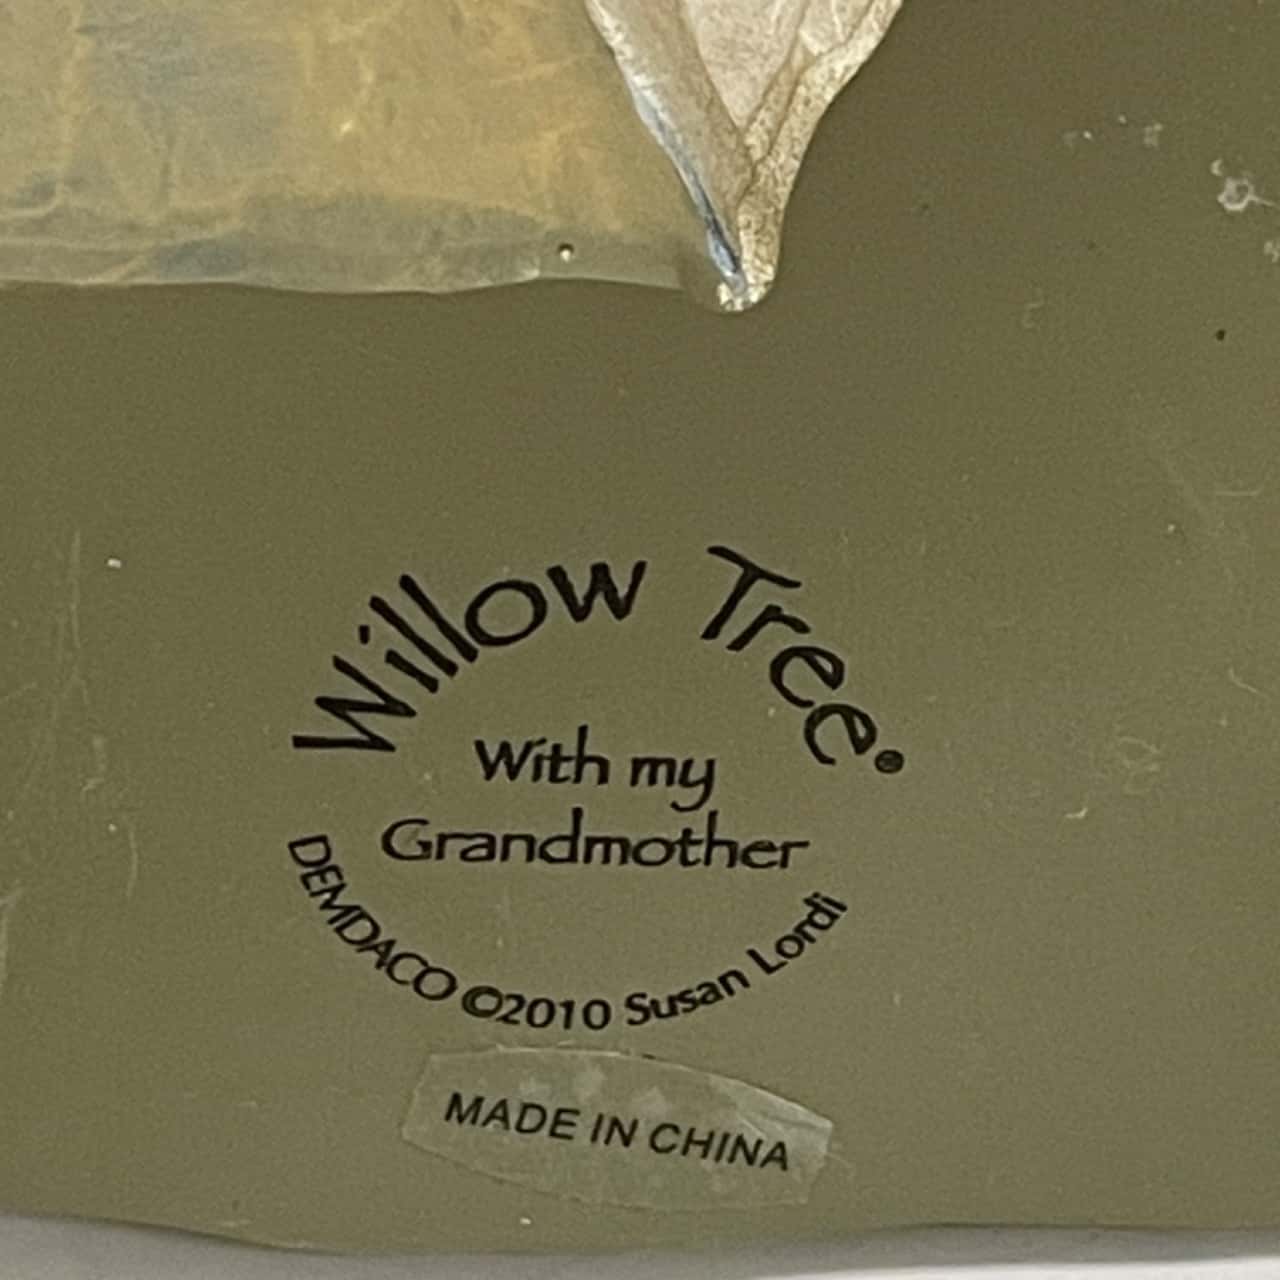 Willow Tree®
With my
Grandmother
DEMDACO ©2010 Susan Lordi
MADE IN CHINA